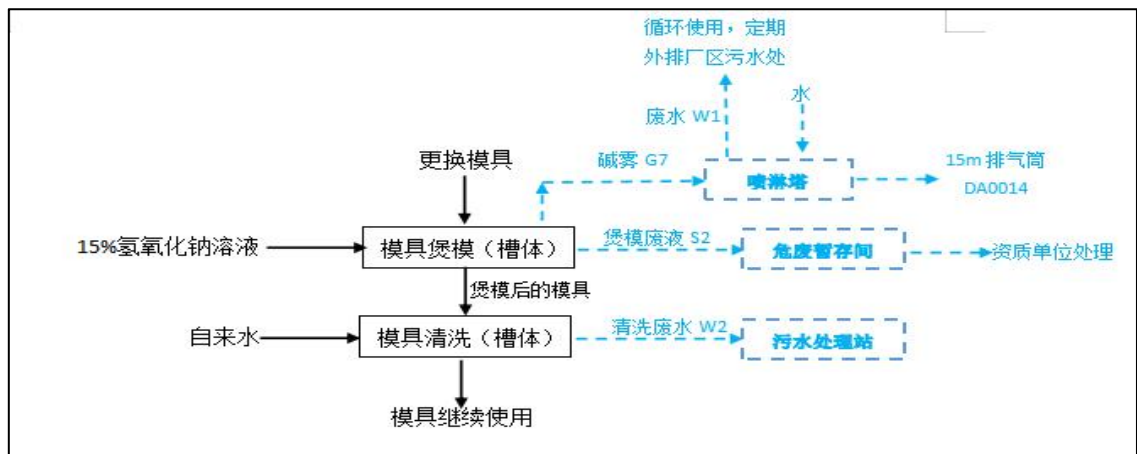 循环使用，定期
外排厂区污水处
废水 W1
水
更换模具
碱雾 G7
喷淋塔
15m 排气筒
DA0014
15%氢氧化钠溶液
模具煲模（槽体）
煲模废液 S2
危废暂存间
资质单位处理
煲模后的模具
自来水
模具清洗（槽体）
清洗废水 W2
污水处理站
模具继续使用